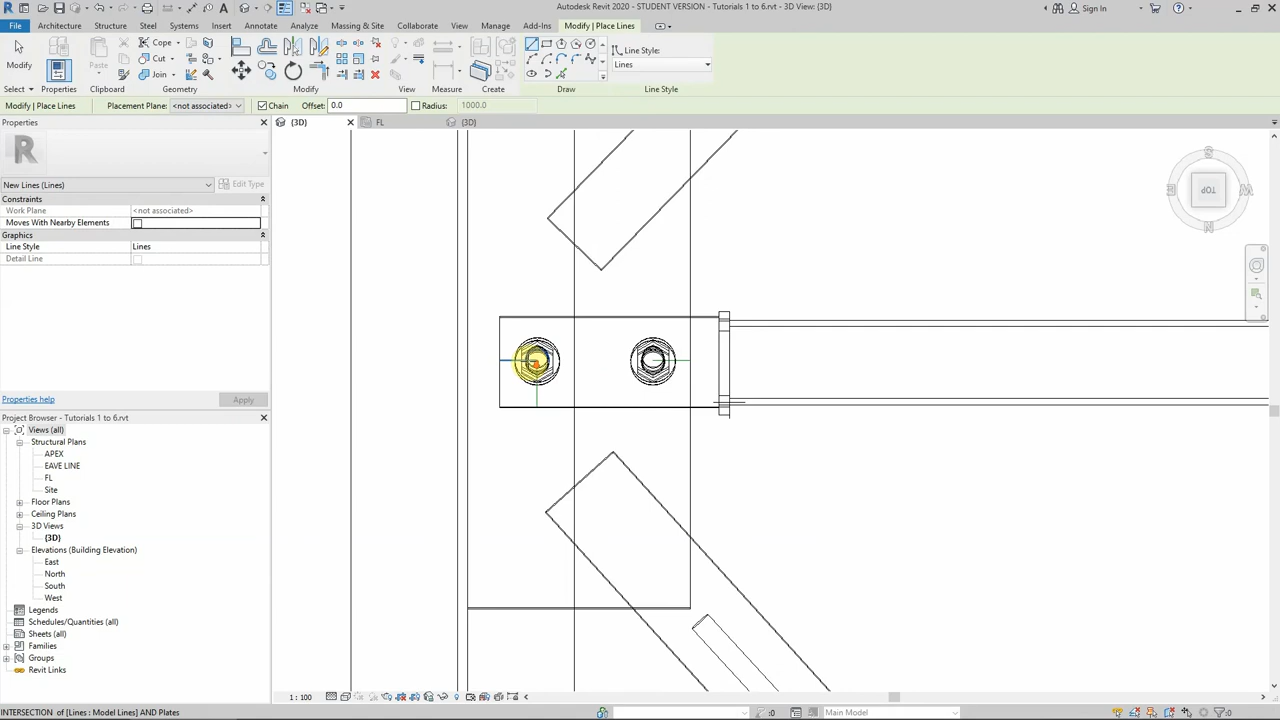 Autodesk Revit 2020 - STUDENT VERSION - Tutorials 1 to 6.rvt - 3D View: {3D}
Sign In
File Architecture Structure Steel Systems Insert Annotate Analyze Massing & Site Collaborate View Manage Add-Ins Modify | Place Lines
Modify
Paste
Cope
Cut
Join
Line Style:
Lines
Select Properties Clipboard Geometry Modify View Measure Create Draw Line Style
Modify | Place Lines Placement Plane: <not associated> Chain Offset: 0.0 Radius: 1000.0
Properties
{3D} FL {3D}
R
New Lines (Lines) Edit Type
Constraints
Work Plane <not associated>
Moves With Nearby Elements
Graphics
Line Style Lines
Detail Line
Properties help Apply
Project Browser - Tutorials 1 to 6.rvt
Views (all)
Structural Plans
APEX
EAVE LINE
FL
Site
Floor Plans
Ceiling Plans
3D Views
{3D}
Elevations (Building Elevation)
East
North
South
West
Legends
Schedules/Quantities (all)
Sheets (all)
Families
Groups
Revit Links
S
E TOP W
N
1 : 100
INTERSECTION of [Lines : Model Lines] AND Plates
:0 Main Model :0